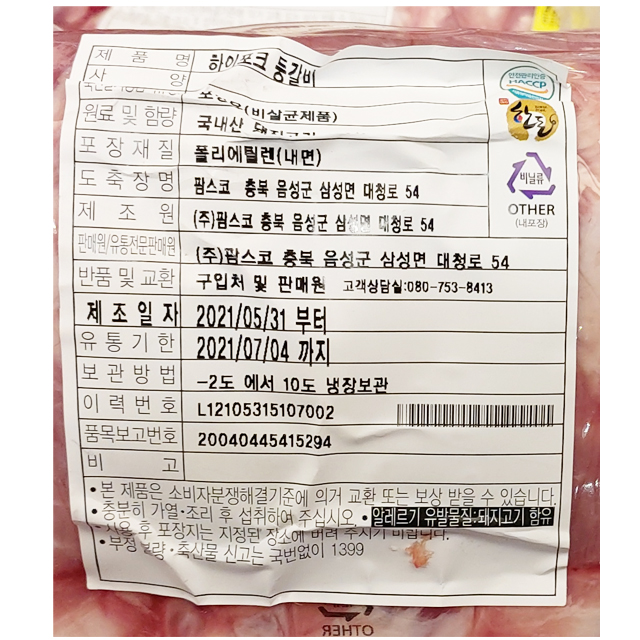 제품명 하이포크 통갈비
안전관리인증
HACCP
포장육(비살균제품)
한돈
원료 및 함량 국내산
포장재질 폴리에틸렌(내면)
비닐류
OTHER
(내포장)
도축장명 팜스코 충북 음성군 삼성면 대청로 54
제조원 (주)팜스코 충북 음성군 삼성면 대청로 54
판매원/유통전문판매원 (주)팜스코 충북 음성군 삼성면 대청로 54
반품 및 교환 구입처 및 판매원 고객상담실:080-753-8413
제조일자 2021/05/31 부터
유통기한 2021/07/04 까지
보관방법 -2도 에서 10도 냉장보관
이력번호 L12105315107002
품목보고번호 20040445415294
비고
•본 제품은 소비자분쟁해결기준에 의거 교환 또는 보상 받을 수 있습니다.
•충분히 가열·조리 후 섭취하여 주십시오. •알레르기 유발물질:돼지고기 함유
•사용 후 포장지는 지정된 장소에 버려 주시기 바랍니다.
•부정·불량·축산물 신고는 국번없이 1399
OTHER